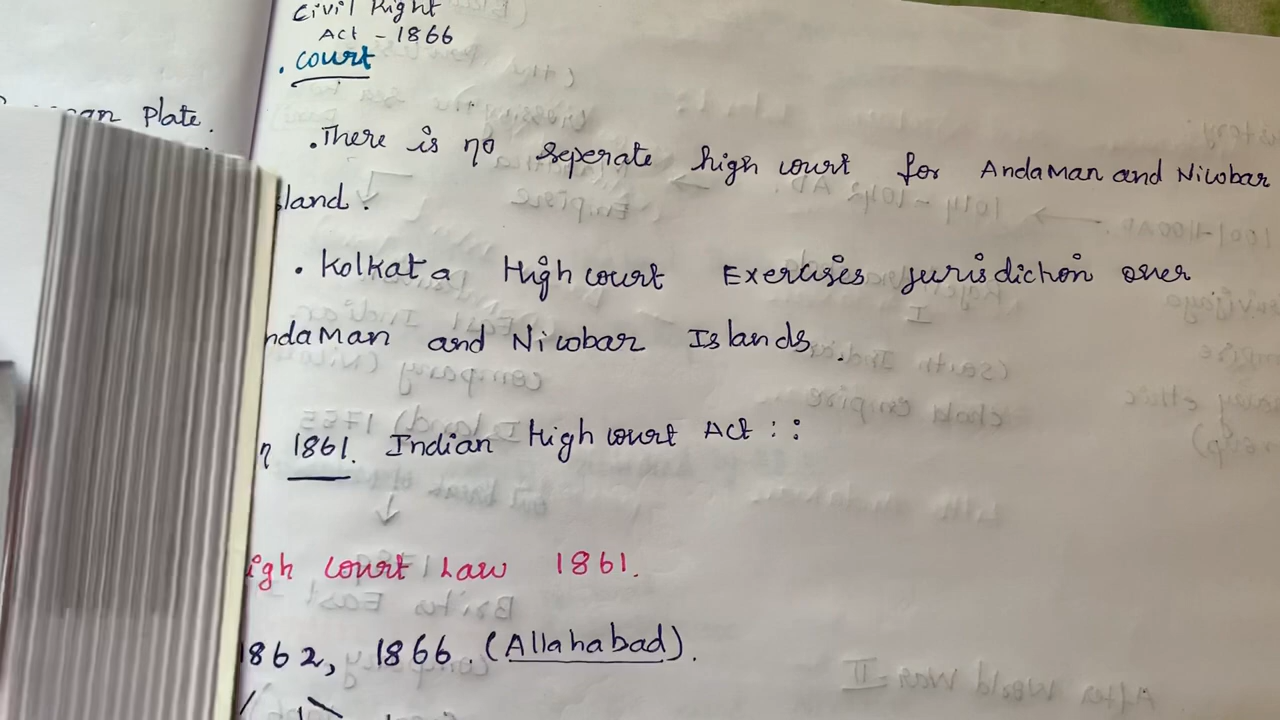 Civil Right
Act - 1866
. court
Plate.
.There is no seperate high court for Andaman and Nicobar
sland.
. Kolkata High court Exercises jurisdiction over
ndaman and Nicobar Islands.
n 1861. Indian High court Act : :
↓
igh court Law 1861.
1862, 1866. (Allahabad).